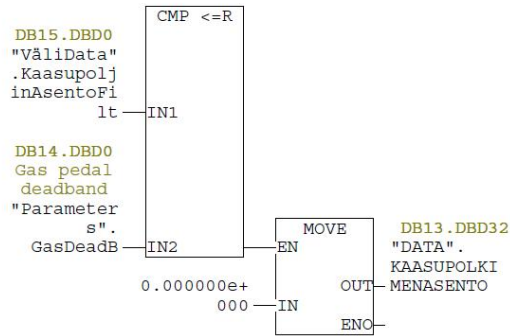 CMP <=R
DB15.DBD0
"VäliData"
.Kaasupolj
inAsentoFi
lt
IN1
DB14.DBD0
Gas pedal
deadband
"Parameter
s".
GasDeadB
IN2
MOVE
EN
0.000000e+
000
IN
OUT
ENO
DB13.DBD32
"DATA".
KAASUPOLKI
MENASENTO